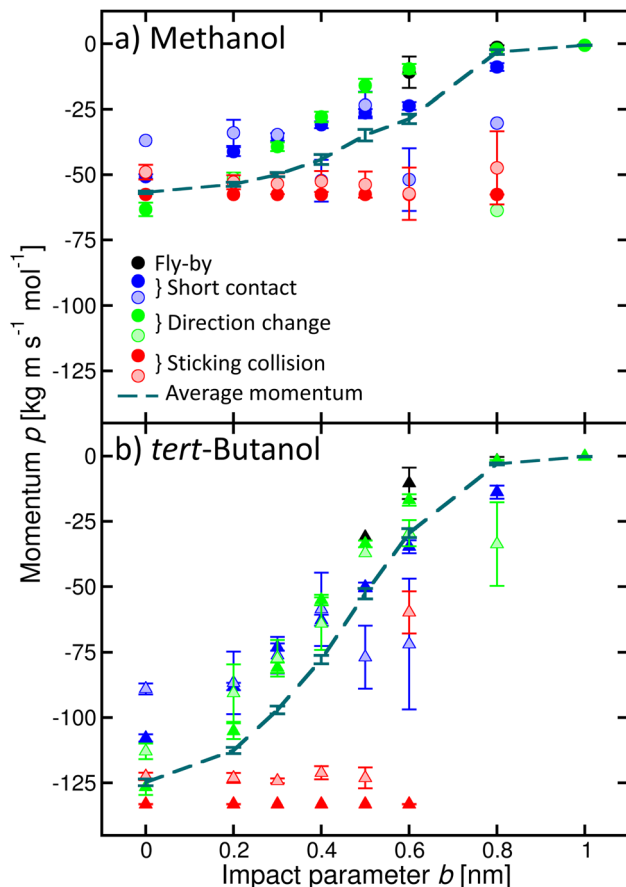 a) Methanol
0
-25
-50
-75
-100
-125
Fly-by
} Short contact
} Direction change
} Sticking collision
Average momentum
b) tert-Butanol
0
-25
-50
-75
-100
-125
0 0.2 0.4 0.6 0.8 1
Impact parameter b [nm]
Momentum p [kg m s⁻¹ mol⁻¹]